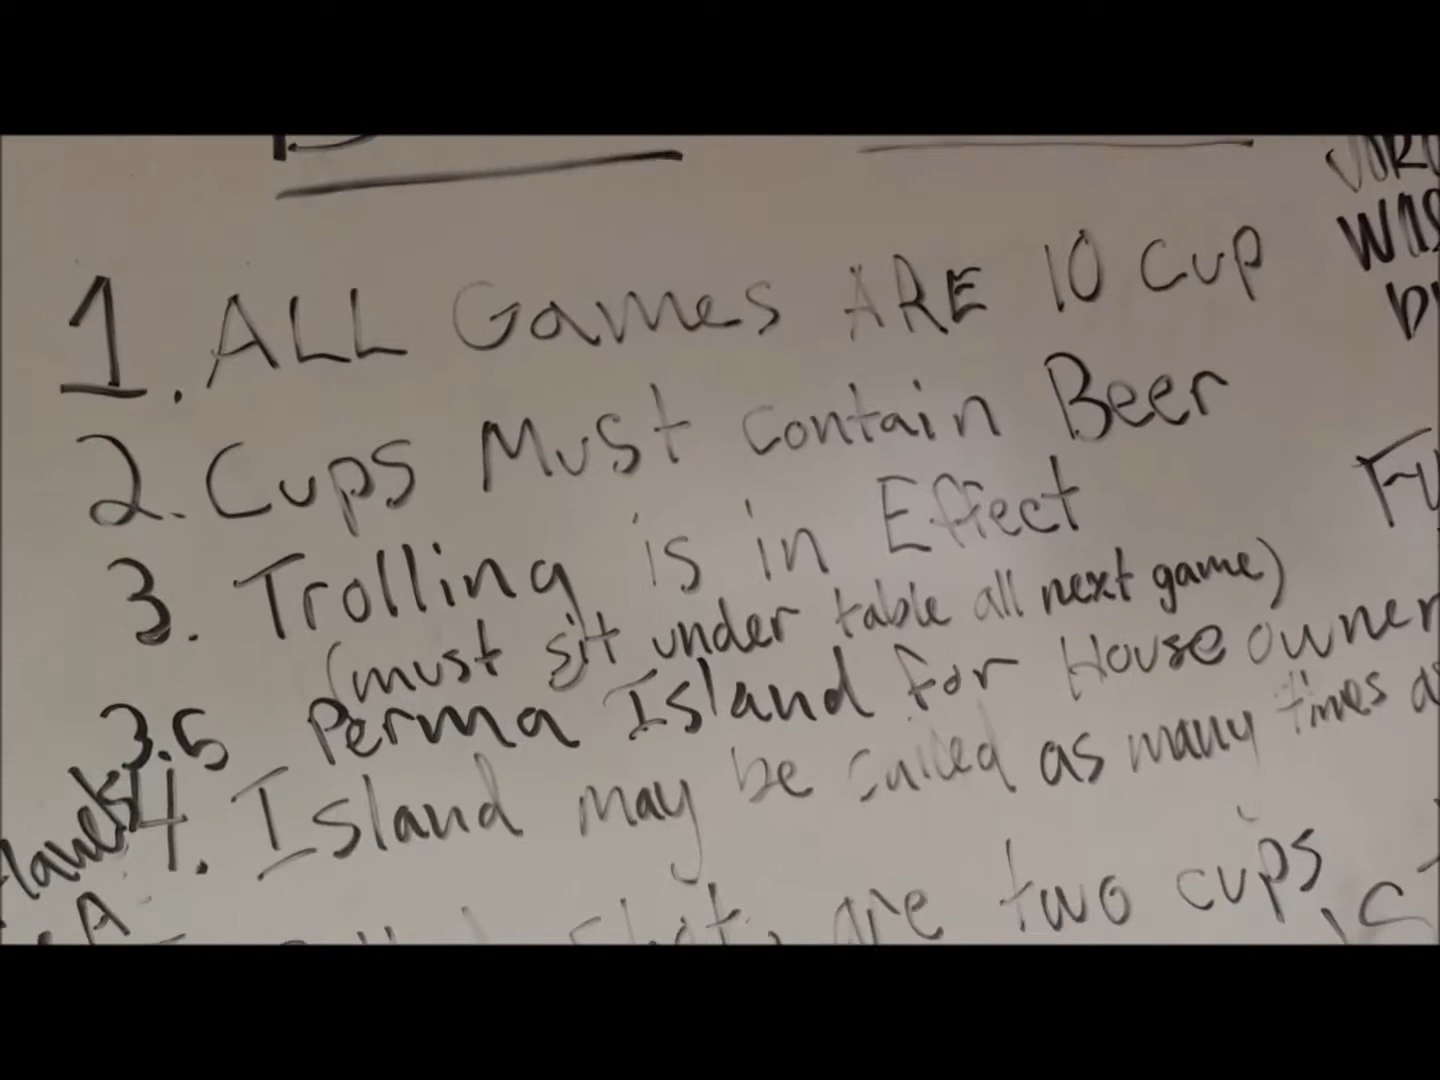 1. ALL Games ARE 10 Cup
2. Cups Must contain Beer
3. Trolling is in Effect
(must sit under table all next game)
3.5 Perma Island for House owner
4. Island may be called as many times
are two cups